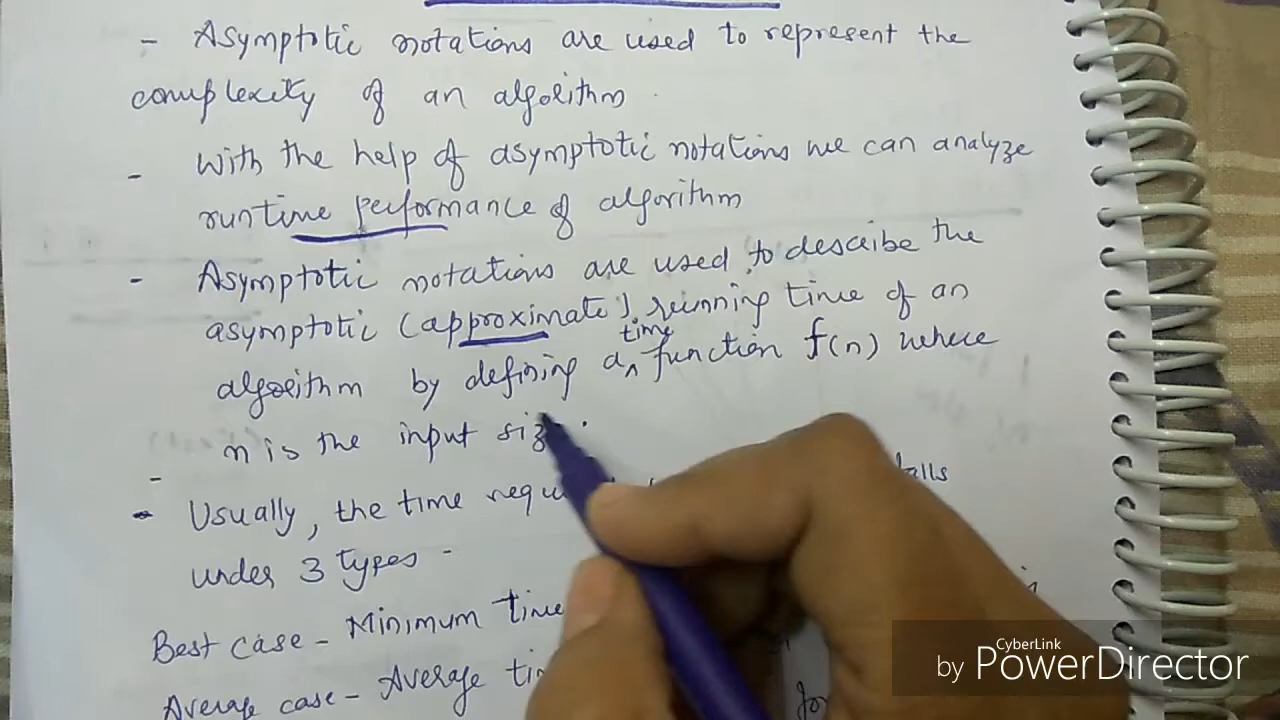 - Asymptotic notations are used to represent the
complexity of an algorithm
- With the help of asymptotic notations we can analyze
runtime performance of algorithm
- Asymptotic notations are used to describe the
asymptotic (approximate) running time of an
time
algorithm by defining a function f(n) where
n is the input
- Usually, the time
under 3 types -
Best case - Minimum time
Average case - Average
for
CyberLink
by PowerDirector